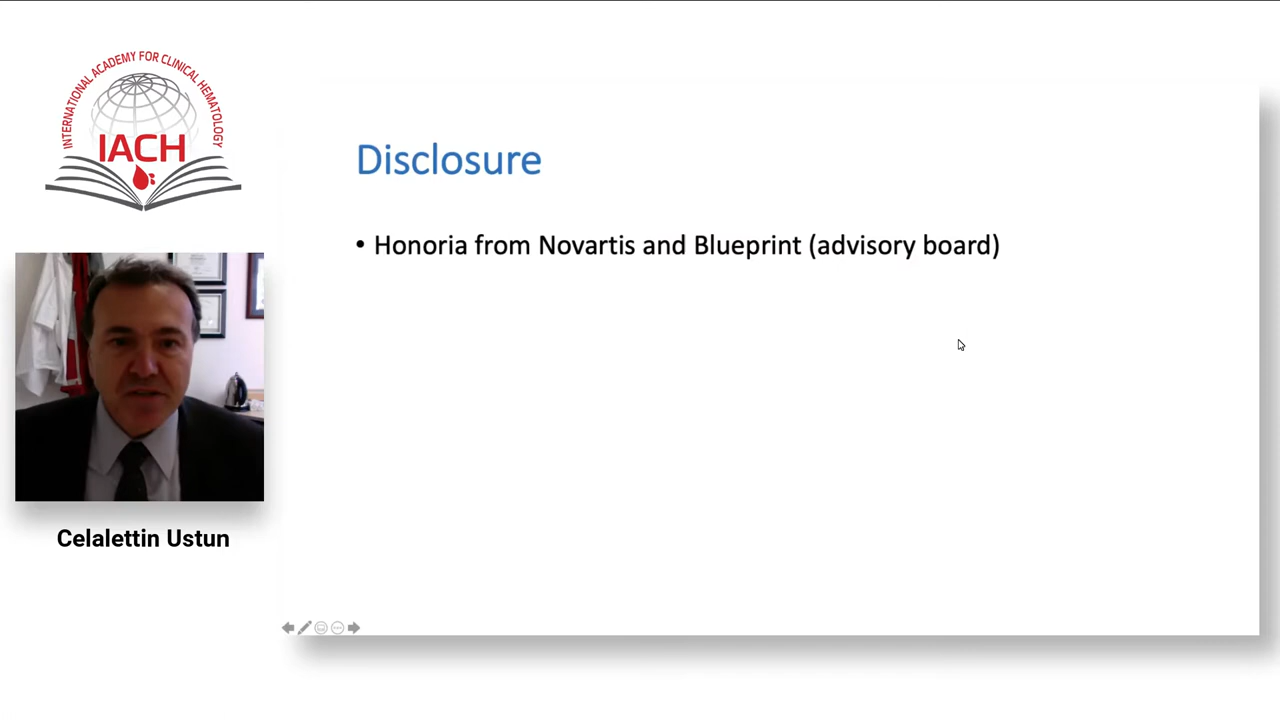 INTERNATIONAL ACADEMY FOR CLINICAL HEMATOLOGY
IACH
Celalettin Ustun
Disclosure
• Honoria from Novartis and Blueprint (advisory board)